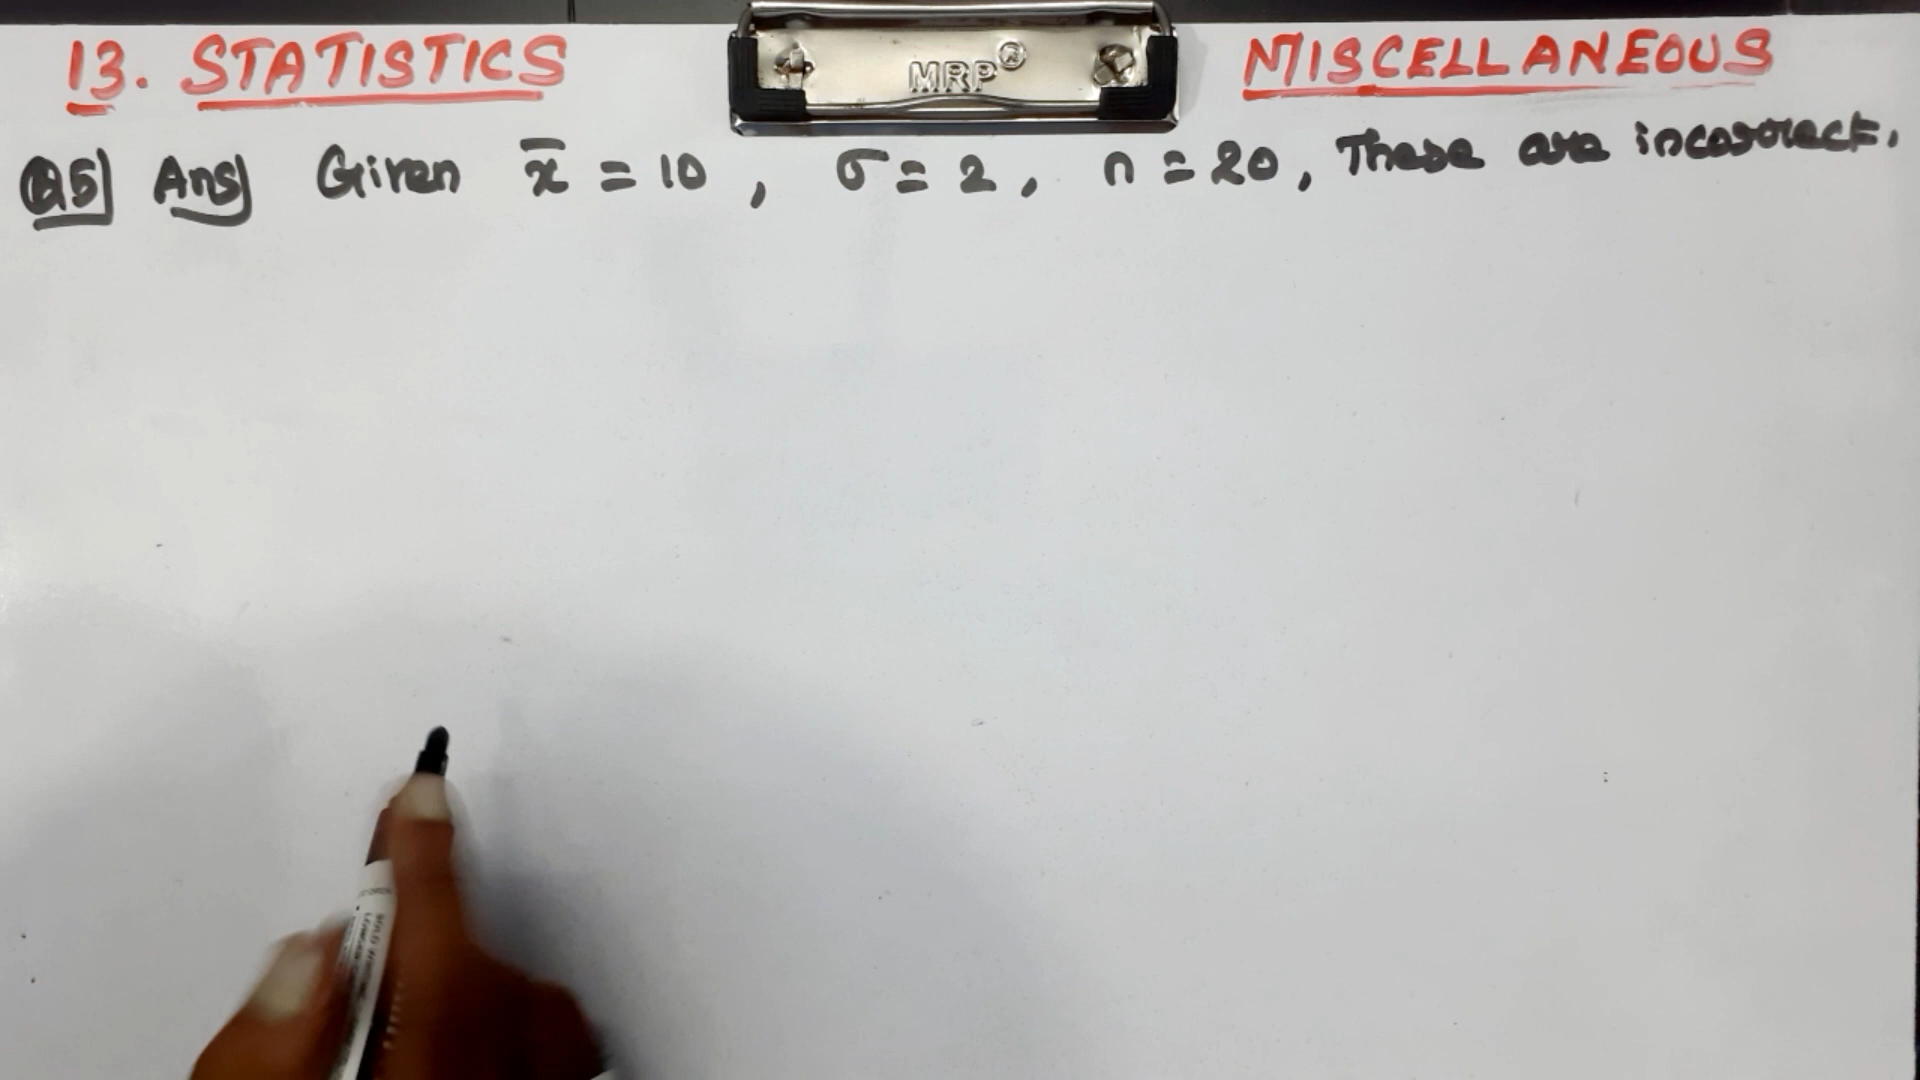 13. STATISTICS
MRP®
MISCELLANEOUS
Q5] Ans] Given x̄ = 10, σ = 2, n = 20, These are incorrect.